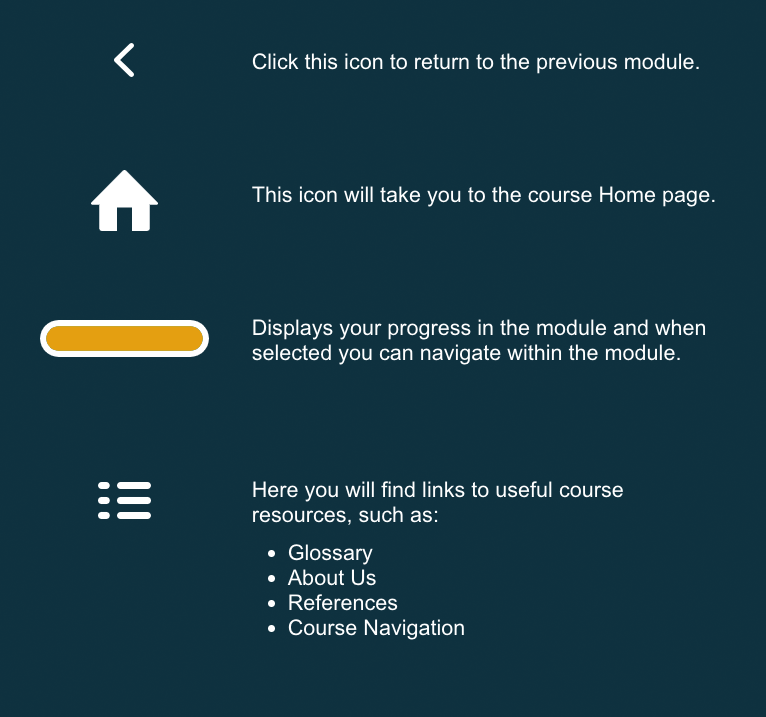 Click this icon to return to the previous module.
This icon will take you to the course Home page.
Displays your progress in the module and when
selected you can navigate within the module.
Here you will find links to useful course
resources, such as:
• Glossary
• About Us
• References
• Course Navigation